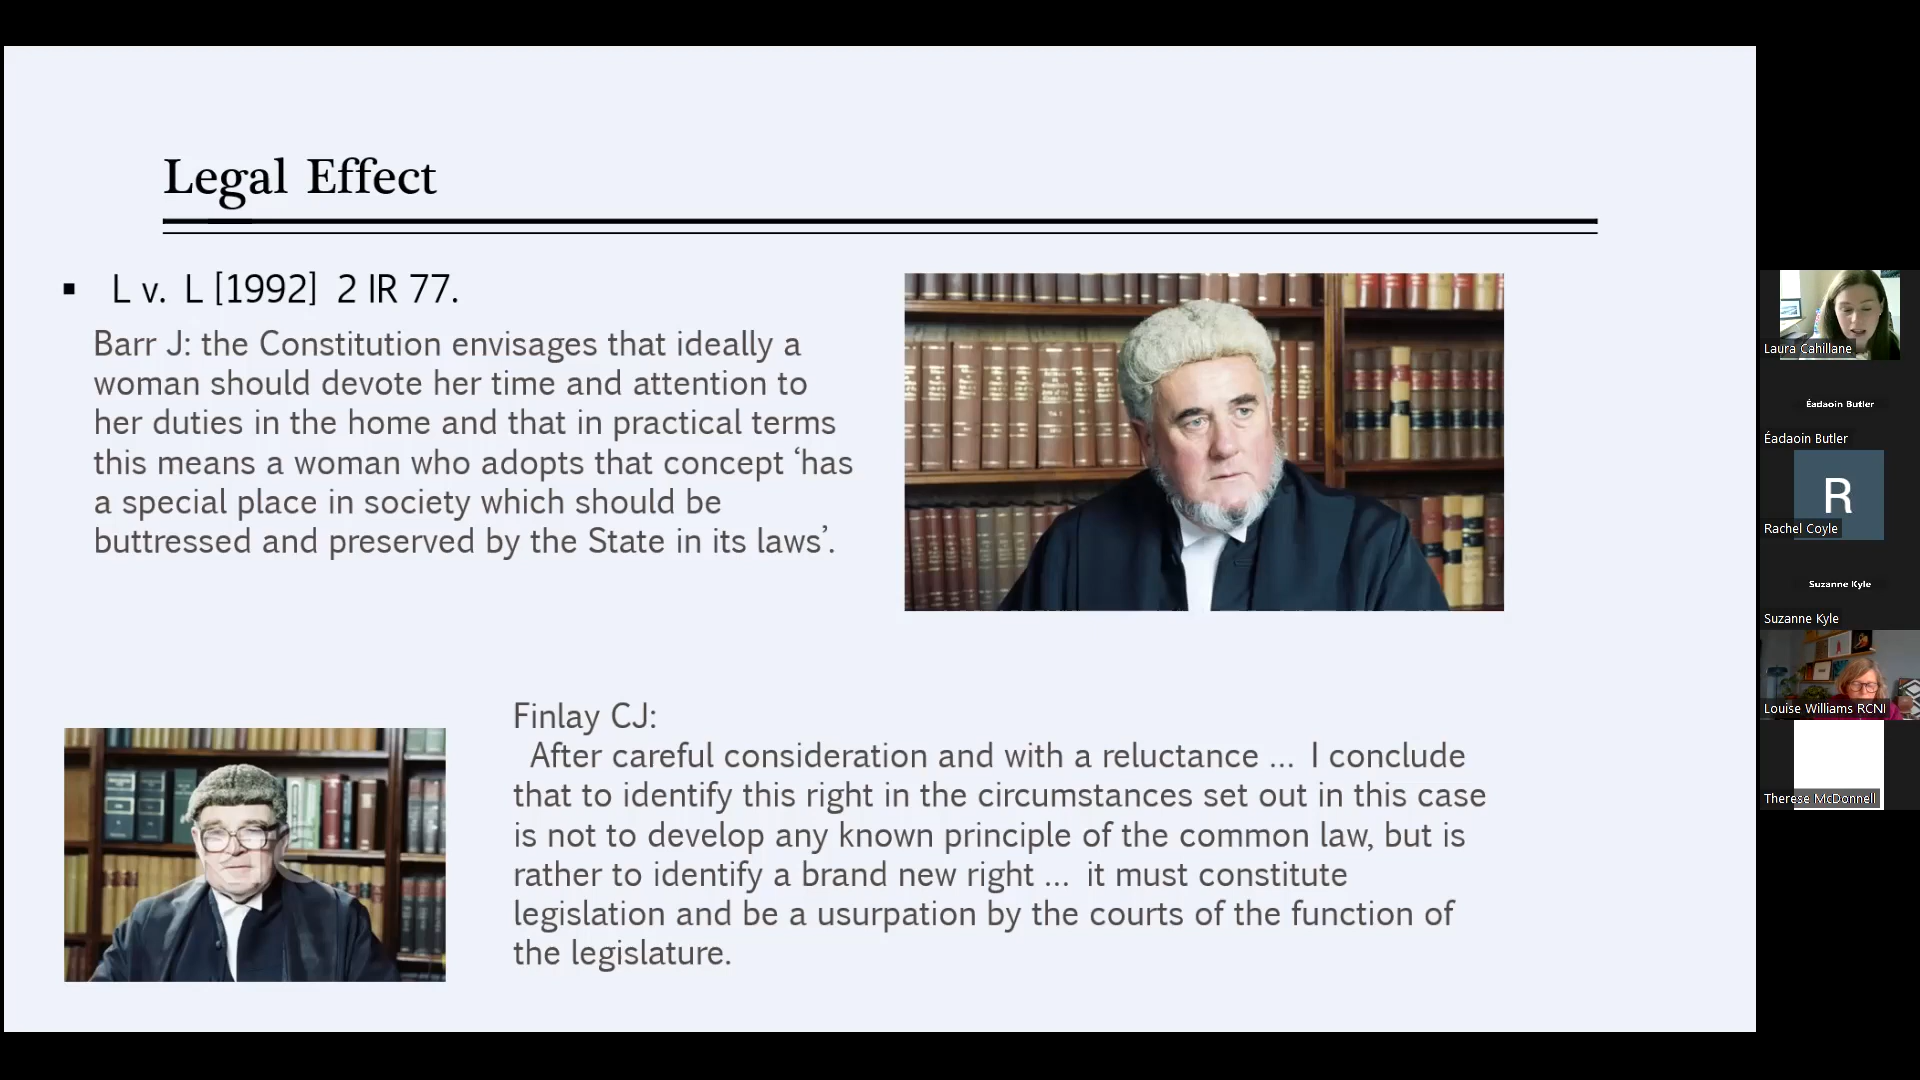 Legal Effect
▪ L v. L [1992] 2 IR 77.
Barr J: the Constitution envisages that ideally a
woman should devote her time and attention to
her duties in the home and that in practical terms
this means a woman who adopts that concept ‘has
a special place in society which should be
buttressed and preserved by the State in its laws’.
Finlay CJ:
After careful consideration and with a reluctance ... I conclude
that to identify this right in the circumstances set out in this case
is not to develop any known principle of the common law, but is
rather to identify a brand new right ... it must constitute
legislation and be a usurpation by the courts of the function of
the legislature.
Laura Cahillane
Éadaoin Butler
Éadaoin Butler
R
Rachel Coyle
Suzanne Kyle
Suzanne Kyle
Louise Williams RCNI
Therese McDonnell